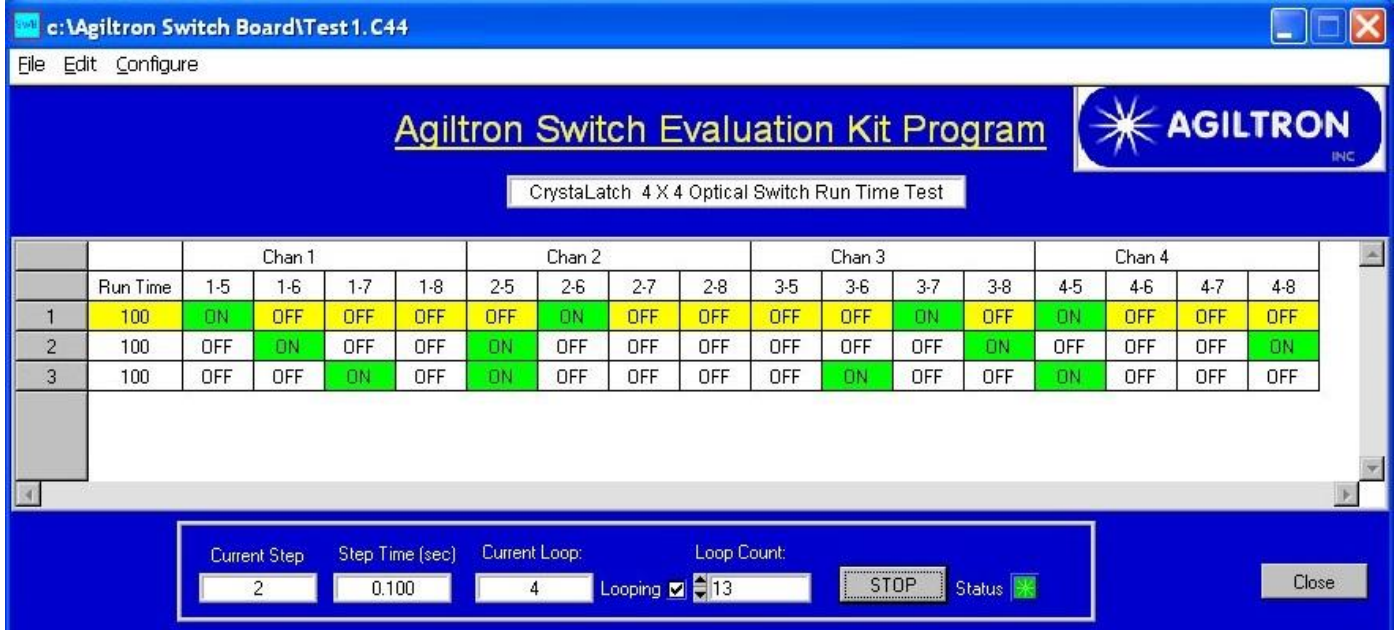 c:\Agiltron Switch Board\Test1.C44
File Edit Configure
Agiltron Switch Evaluation Kit Program
AGILTRON
INC
CrystaLatch 4 X 4 Optical Switch Run Time Test
Chan 1 Chan 2 Chan 3 Chan 4
Run Time 1-5 1-6 1-7 1-8 2-5 2-6 2-7 2-8 3-5 3-6 3-7 3-8 4-5 4-6 4-7 4-8
1 100 ON OFF OFF OFF OFF ON OFF OFF OFF OFF ON OFF ON OFF OFF OFF
2 100 OFF ON OFF OFF ON OFF OFF OFF OFF OFF OFF ON OFF OFF OFF ON
3 100 OFF OFF ON OFF ON OFF OFF OFF OFF ON OFF OFF ON OFF OFF OFF
Current Step Step Time (sec) Current Loop: Loop Count:
2 0.100 4 Looping 13 STOP Status Close